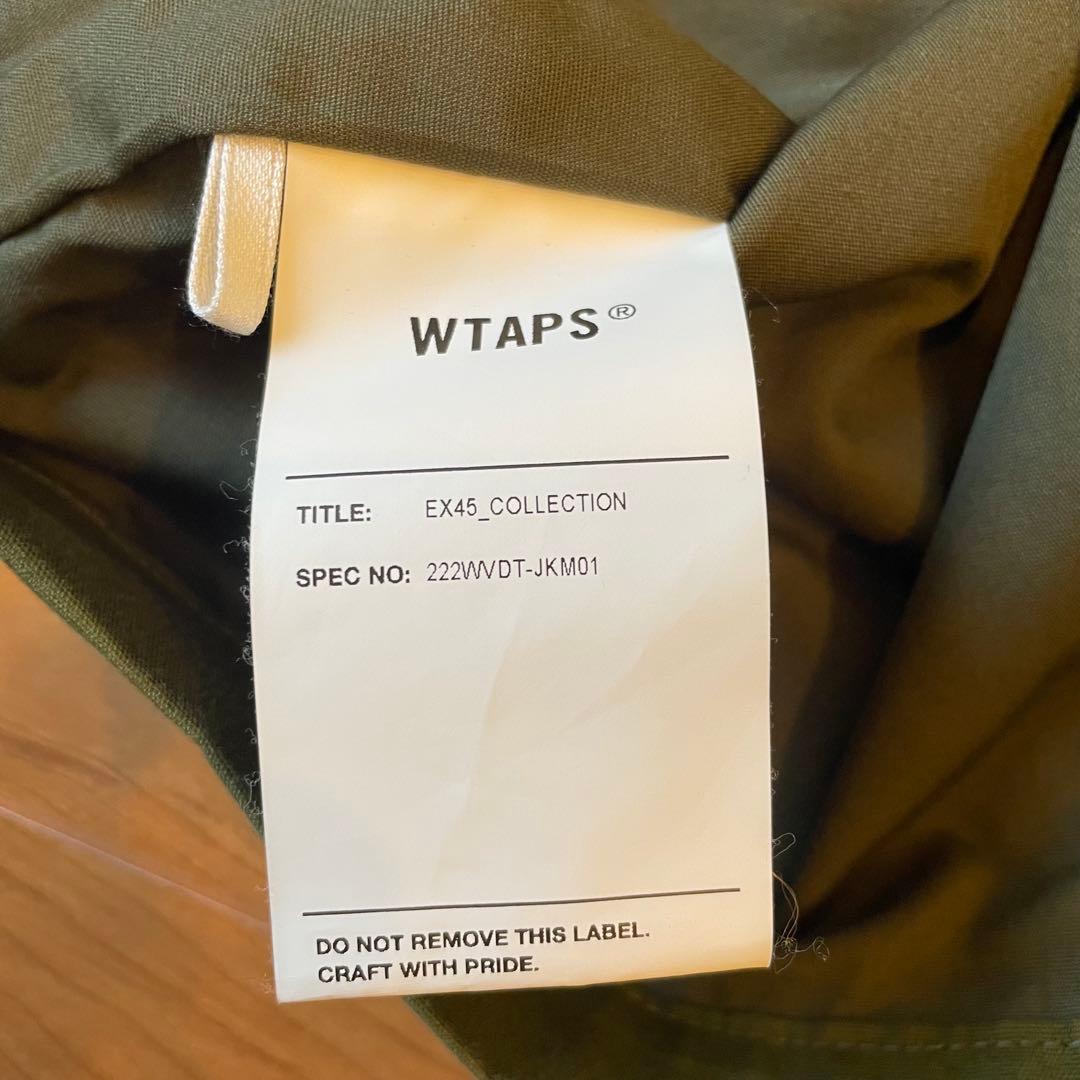 WTAPS®
TITLE: EX45_COLLECTION
SPEC NO: 222WVDT-JKM01
DO NOT REMOVE THIS LABEL.
CRAFT WITH PRIDE.